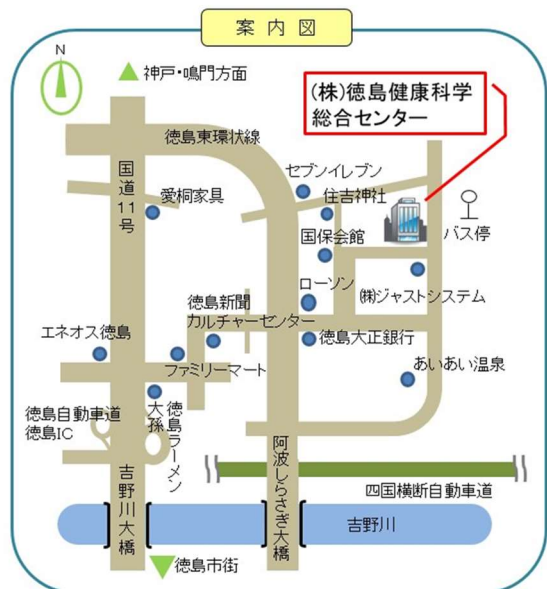 案内図
N
神戸・鳴門方面
(株)徳島健康科学
総合センター
徳島東環状線
国道11号
愛桐家具
セブンイレブン
住吉神社
国保会館
バス停
ローソン
㈱ジャストシステム
徳島新聞
カルチャーセンター
徳島大正銀行
エネオス徳島
ファミリーマート
あいあい温泉
徳島自動車道
徳島IC
徳島ラーメン
大孫
吉野川大橋
阿波しらさぎ大橋
四国横断自動車道
吉野川
徳島市街